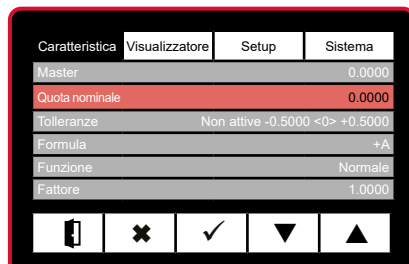 Caratteristica Visualizzatore Setup Sistema
Master 0.0000
Quota nominale 0.0000
Tolleranze Non attive -0.5000 <0> +0.5000
Formula +A
Funzione Normale
Fattore 1.0000